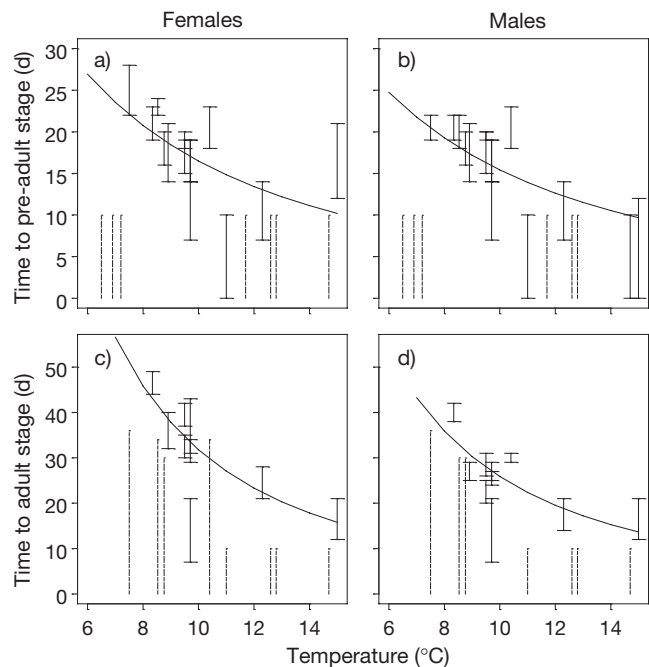 Females Males
Time to pre-adult stage (d)
30
25
20
15
10
5
0
a)
b)
Time to adult stage (d)
50
40
30
20
10
0
c)
d)
6 8 10 12 14 6 8 10 12 14
Temperature (°C)